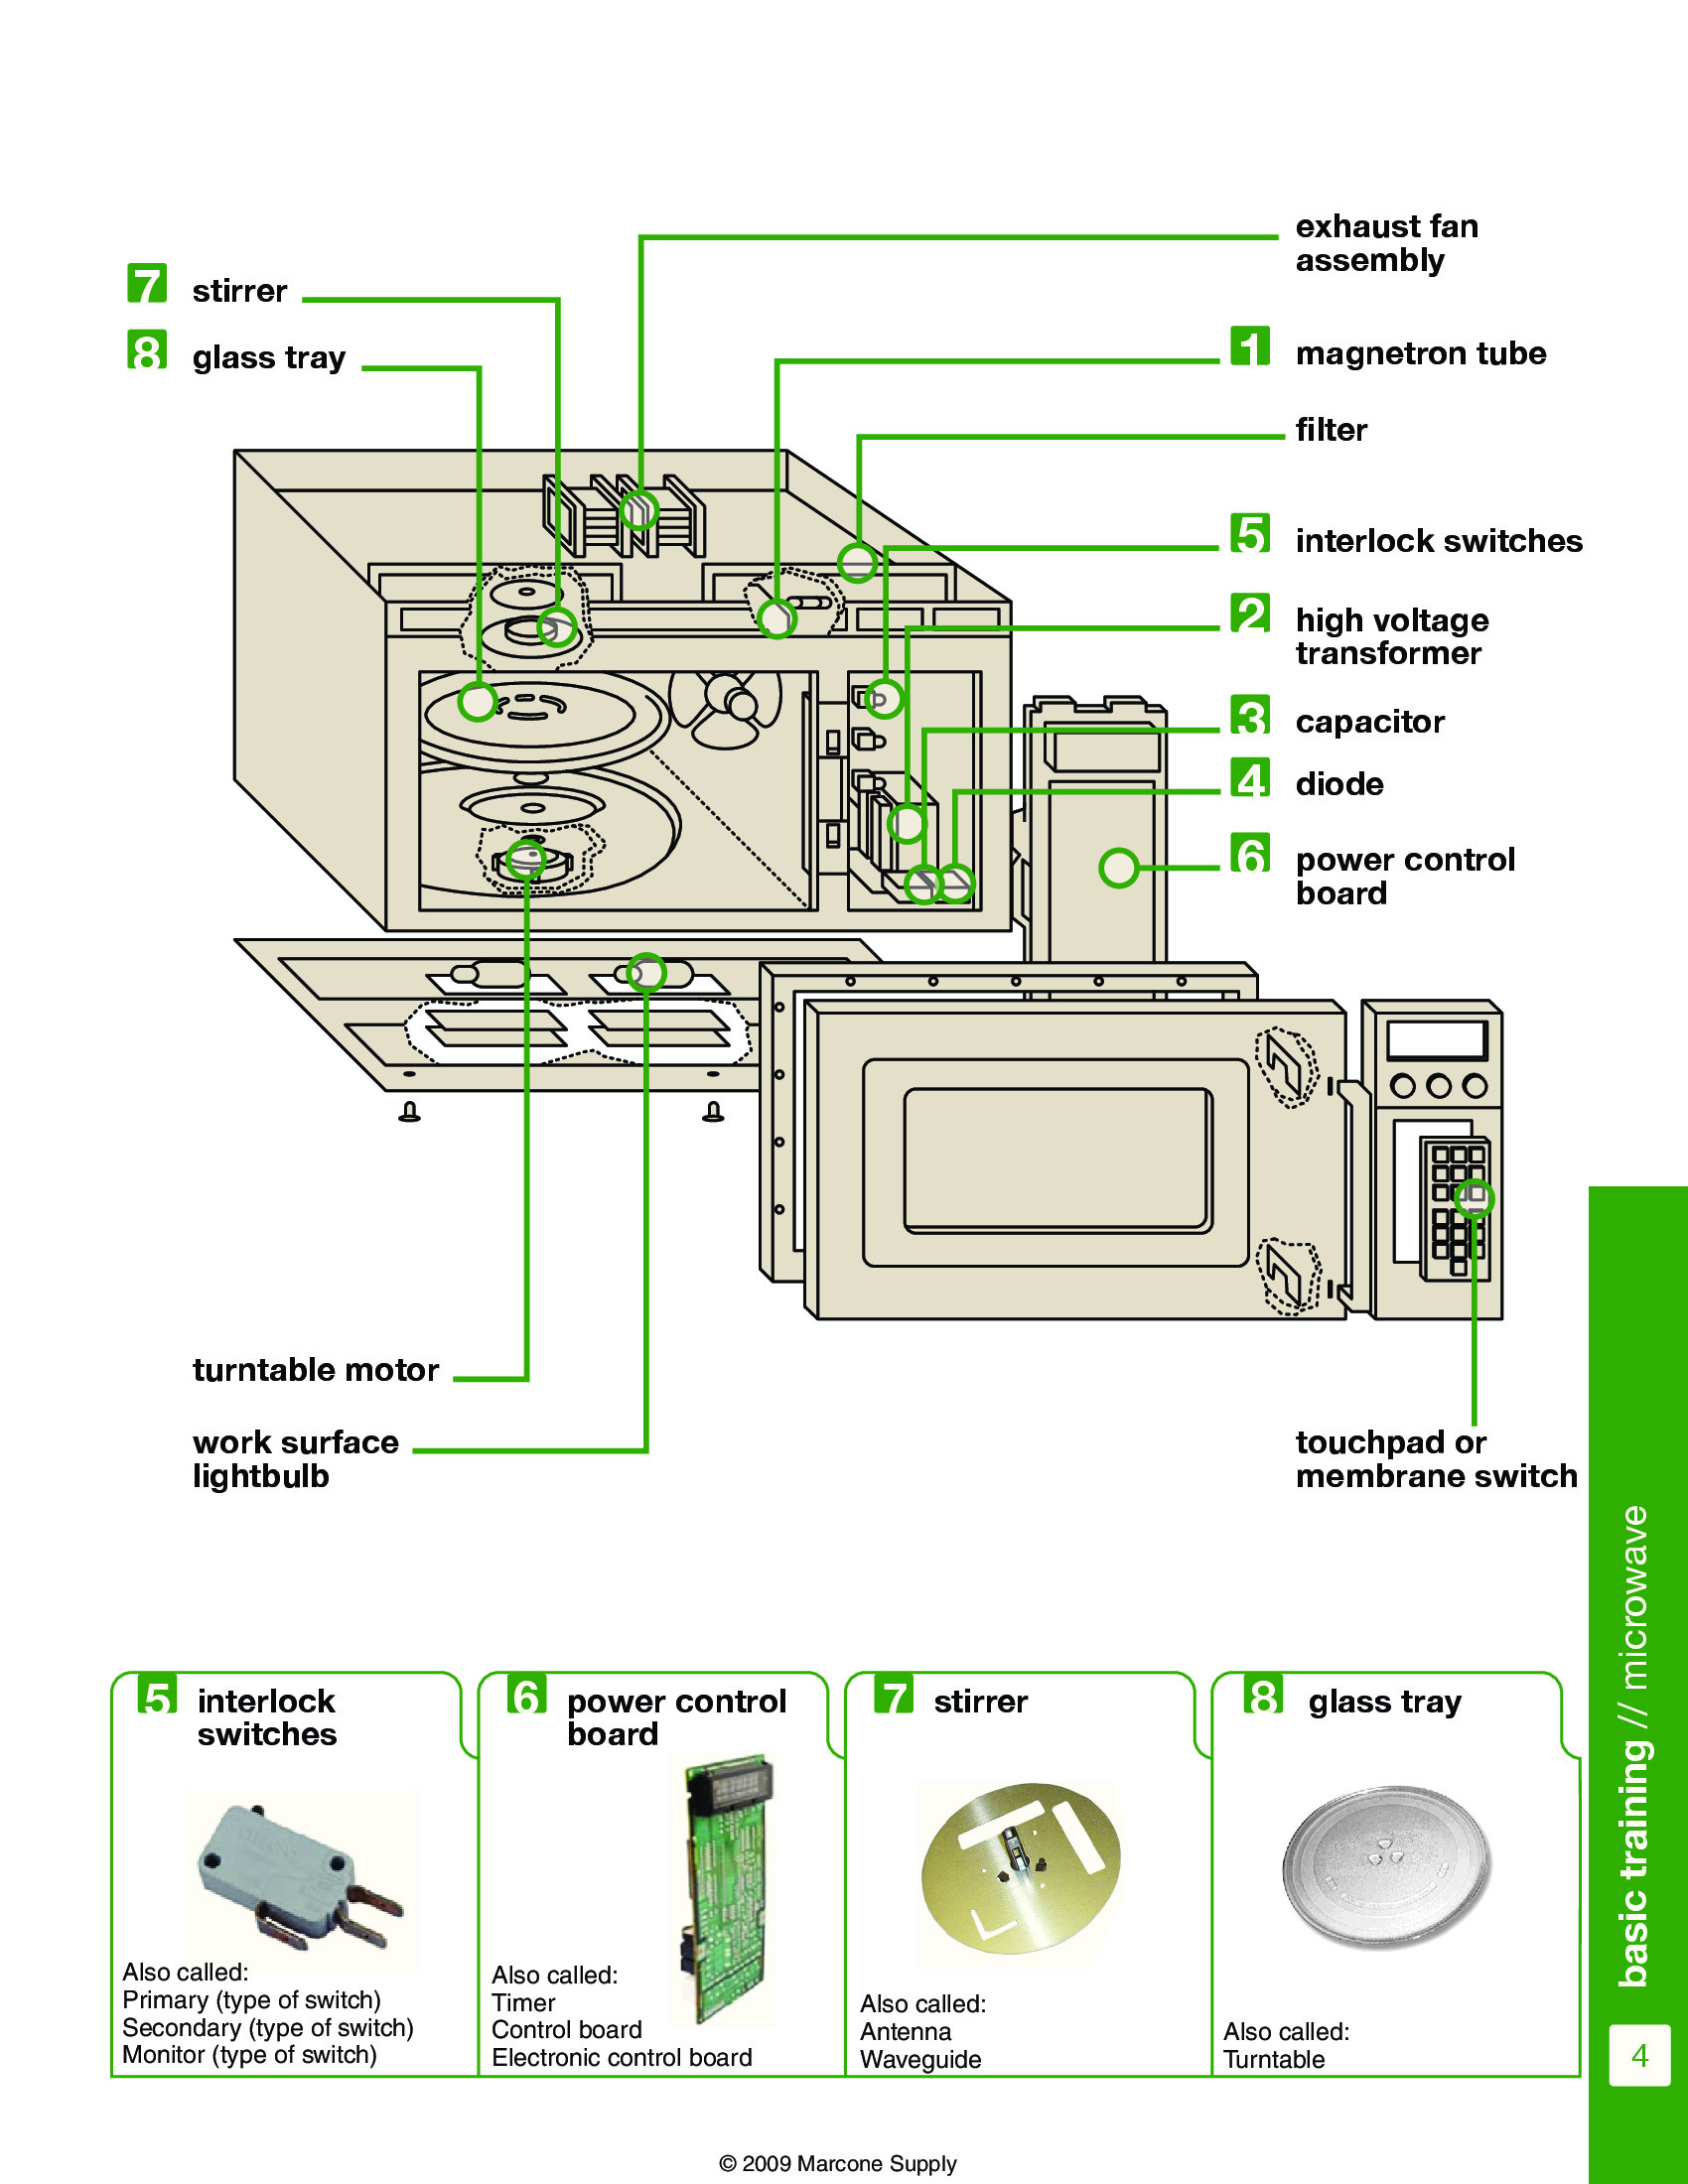 exhaust fan
assembly
7 stirrer
8 glass tray
1 magnetron tube
filter
5 interlock switches
2 high voltage
transformer
3 capacitor
4 diode
6 power control
board
turntable motor
work surface
lightbulb
touchpad or
membrane switch
basic training // microwave
4
5 interlock
switches
Also called:
Primary (type of switch)
Secondary (type of switch)
Monitor (type of switch)
6 power control
board
Also called:
Timer
Control board
Electronic control board
7 stirrer
Also called:
Antenna
Waveguide
8 glass tray
Also called:
Turntable
© 2009 Marcone Supply